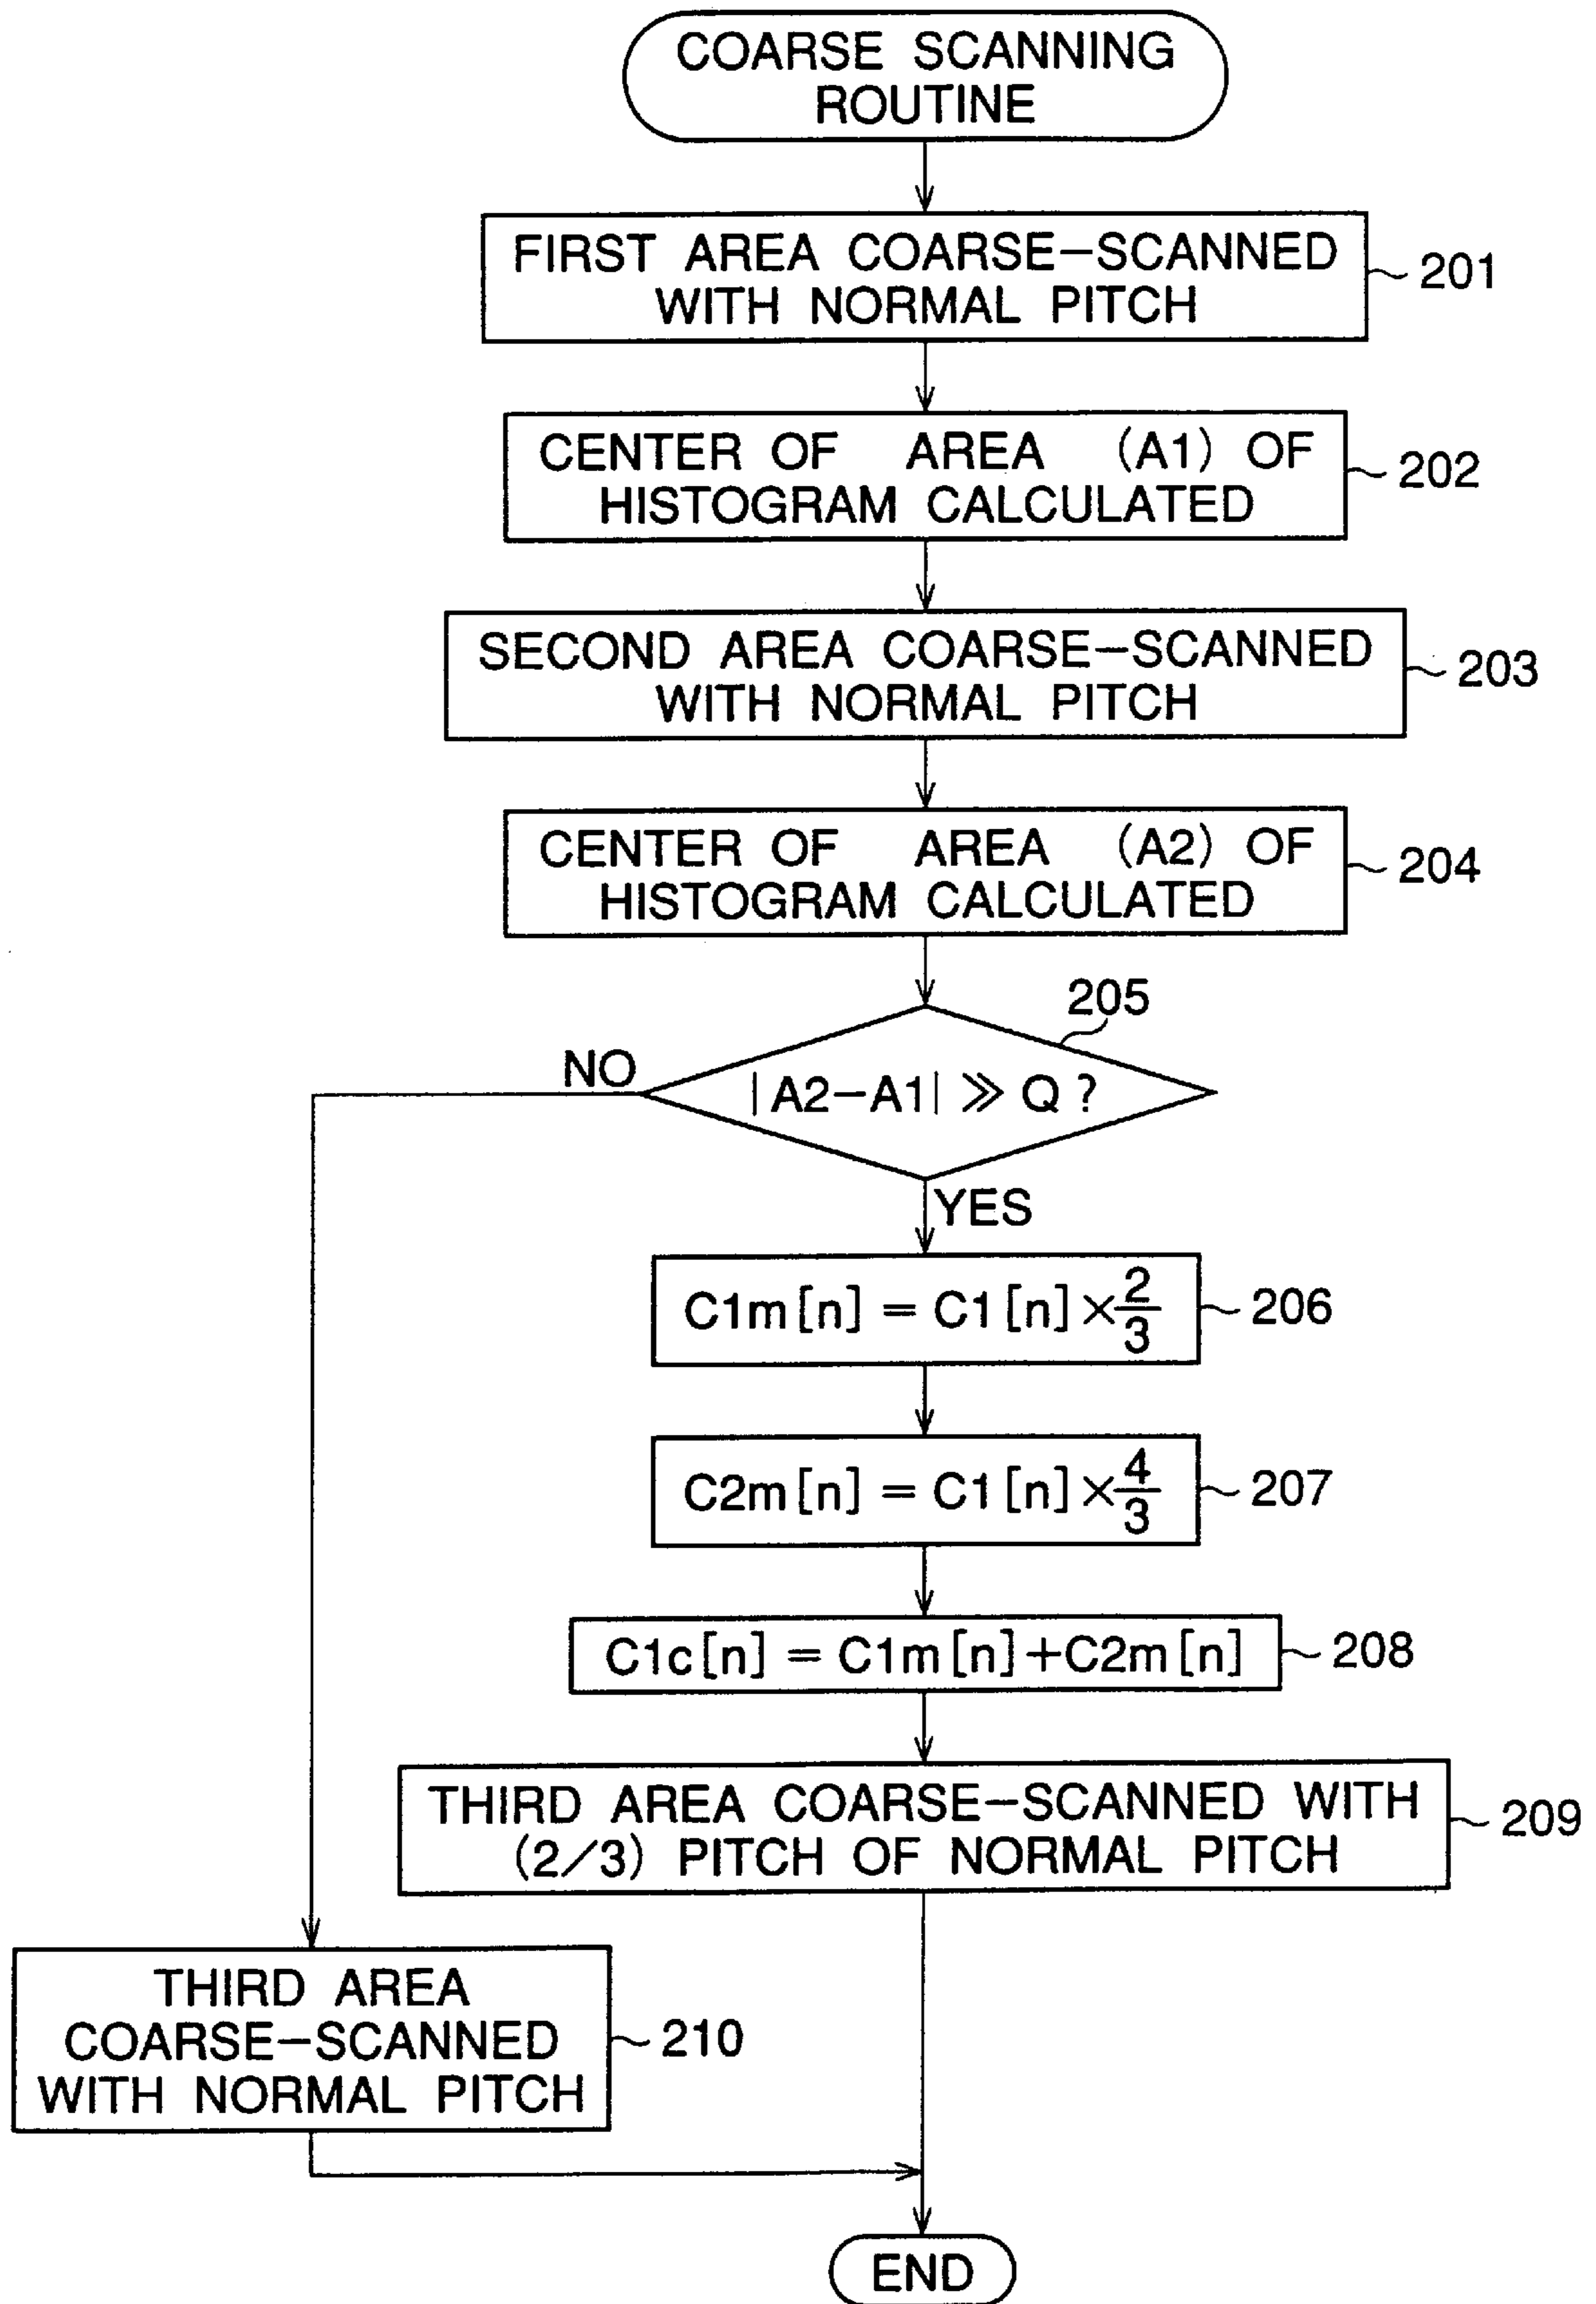 COARSE SCANNING
ROUTINE
FIRST AREA COARSE-SCANNED
WITH NORMAL PITCH
201
CENTER OF AREA (A1) OF
HISTOGRAM CALCULATED
202
SECOND AREA COARSE-SCANNED
WITH NORMAL PITCH
203
CENTER OF AREA (A2) OF
HISTOGRAM CALCULATED
204
205
NO
|A2-A1| ≫ Q ?
YES
C1m[n] = C1[n] × 2/3
206
C2m[n] = C1[n] × 4/3
207
C1c[n] = C1m[n]+C2m[n]
208
THIRD AREA COARSE-SCANNED WITH
(2/3) PITCH OF NORMAL PITCH
209
THIRD AREA
COARSE-SCANNED
WITH NORMAL PITCH
210
END